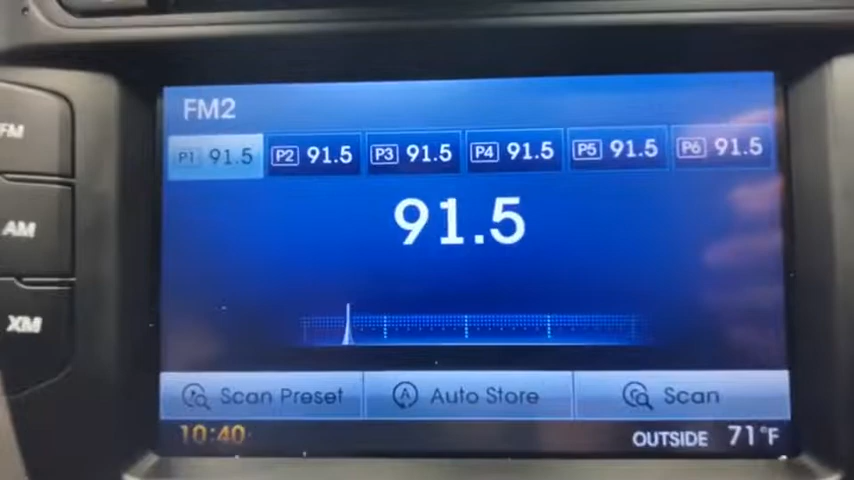 FM2
P1 91.5 P2 91.5 P3 91.5 P4 91.5 P5 91.5 P6 91.5
FM
91.5
AM
XM
Scan Preset Auto Store Scan
10:40 OUTSIDE 71°F